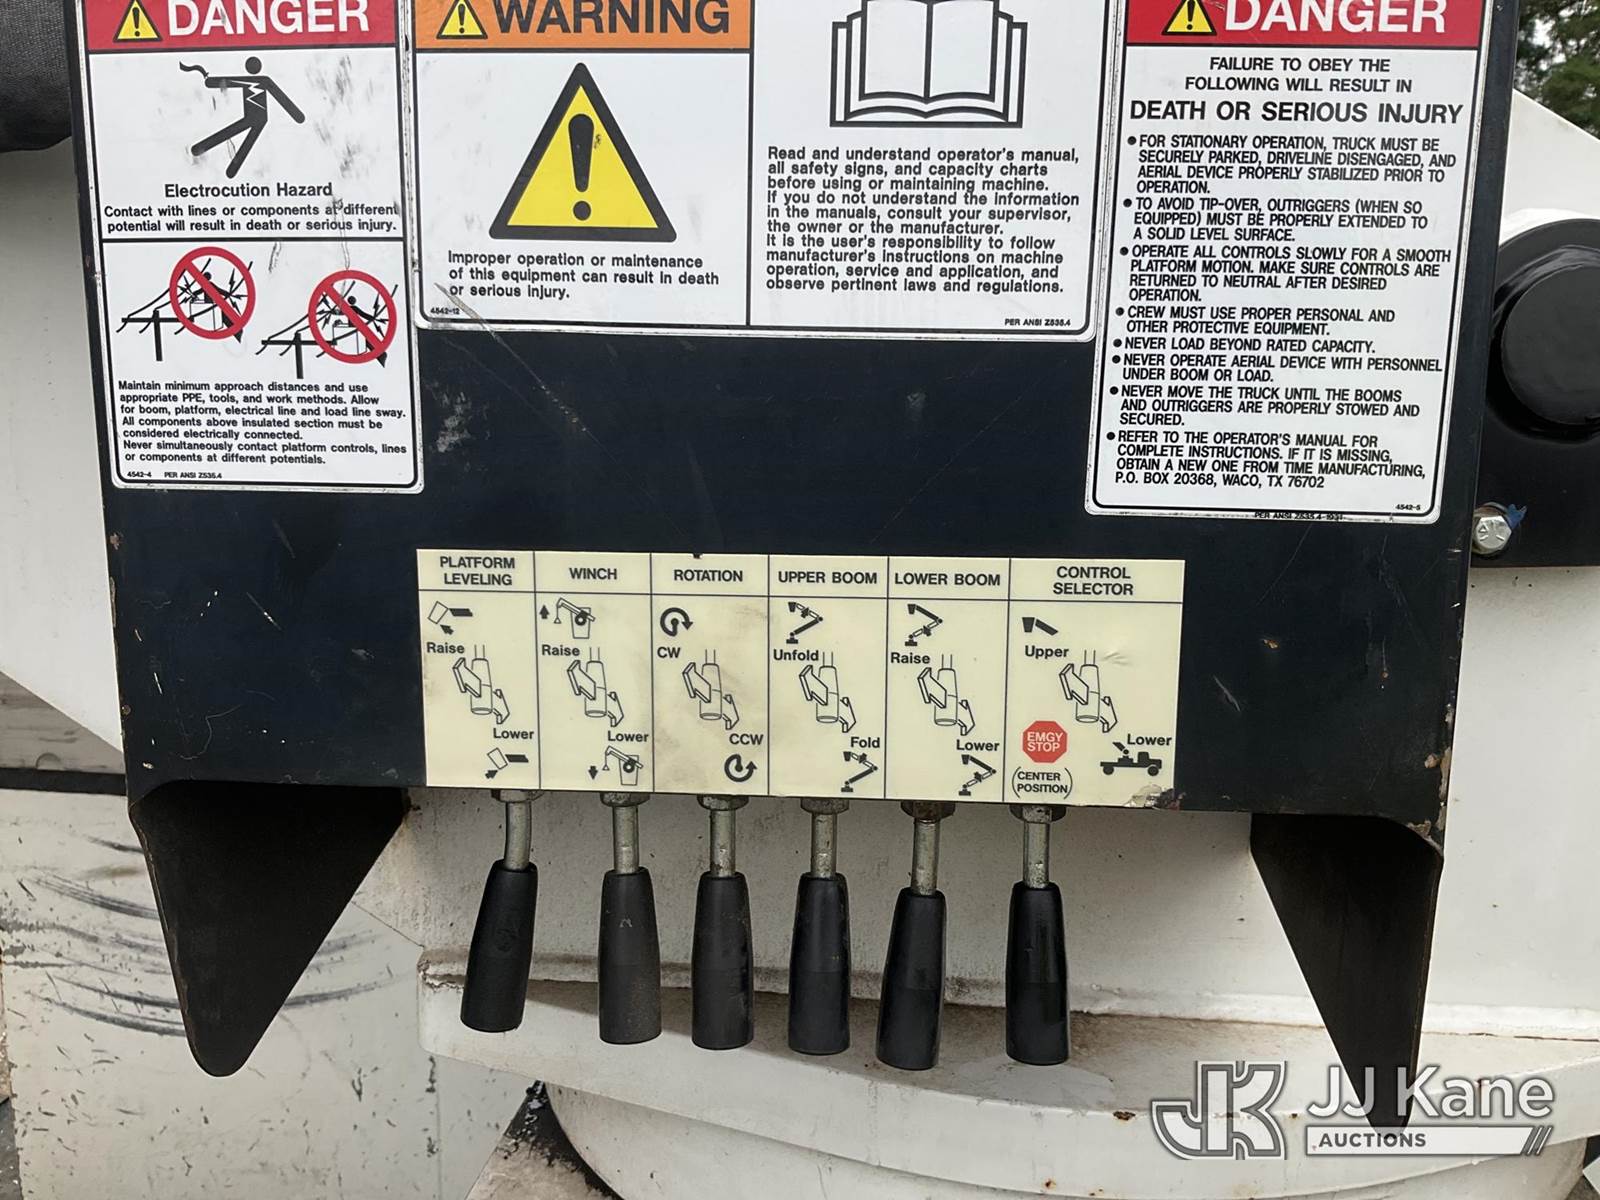 DANGER
Electrocution Hazard
Contact with lines or components at different
potential will result in death or serious injury.
Maintain minimum approach distances and use
appropriate PPE, tools, and work methods. Allow
for boom, platform, electrical line and load line sway.
All components above insulated section must be
considered electrically connected.
Never simultaneously contact platform controls, lines
or components at different potentials.
4542-4 PER ANSI Z535.4
WARNING
Improper operation or maintenance
of this equipment can result in death
or serious injury.
4542-12
Read and understand operator's manual,
all safety signs, and capacity charts
before using or maintaining machine.
If you do not understand the information
in the manuals, consult your supervisor,
the owner or the manufacturer.
It is the user's responsibility to follow
manufacturer's instructions on machine
operation, service and application, and
observe pertinent laws and regulations.
PER ANSI Z535.4
DANGER
FAILURE TO OBEY THE
FOLLOWING WILL RESULT IN
DEATH OR SERIOUS INJURY
• FOR STATIONARY OPERATION, TRUCK MUST BE
SECURELY PARKED, DRIVELINE DISENGAGED, AND
AERIAL DEVICE PROPERLY STABILIZED PRIOR TO
OPERATION.
• TO AVOID TIP-OVER, OUTRIGGERS (WHEN SO
EQUIPPED) MUST BE PROPERLY EXTENDED TO
A SOLID LEVEL SURFACE.
• OPERATE ALL CONTROLS SLOWLY FOR A SMOOTH
PLATFORM MOTION. MAKE SURE CONTROLS ARE
RETURNED TO NEUTRAL AFTER DESIRED
OPERATION.
• CREW MUST USE PROPER PERSONAL AND
OTHER PROTECTIVE EQUIPMENT.
• NEVER LOAD BEYOND RATED CAPACITY.
• NEVER OPERATE AERIAL DEVICE WITH PERSONNEL
UNDER BOOM OR LOAD.
• NEVER MOVE THE TRUCK UNTIL THE BOOMS
AND OUTRIGGERS ARE PROPERLY STOWED AND
SECURED.
• REFER TO THE OPERATOR'S MANUAL FOR
COMPLETE INSTRUCTIONS. IF IT IS MISSING,
OBTAIN A NEW ONE FROM TIME MANUFACTURING,
P.O. BOX 20368, WACO, TX 76702
4542-5
PER ANSI Z535.4-1991
PLATFORM
LEVELING
Raise
Lower
WINCH
Raise
Lower
ROTATION
CW
CCW
UPPER BOOM
Unfold
Fold
LOWER BOOM
Raise
Lower
CONTROL
SELECTOR
Upper
EMGY
STOP
Lower
(CENTER
POSITION)
JK JJ Kane
AUCTIONS